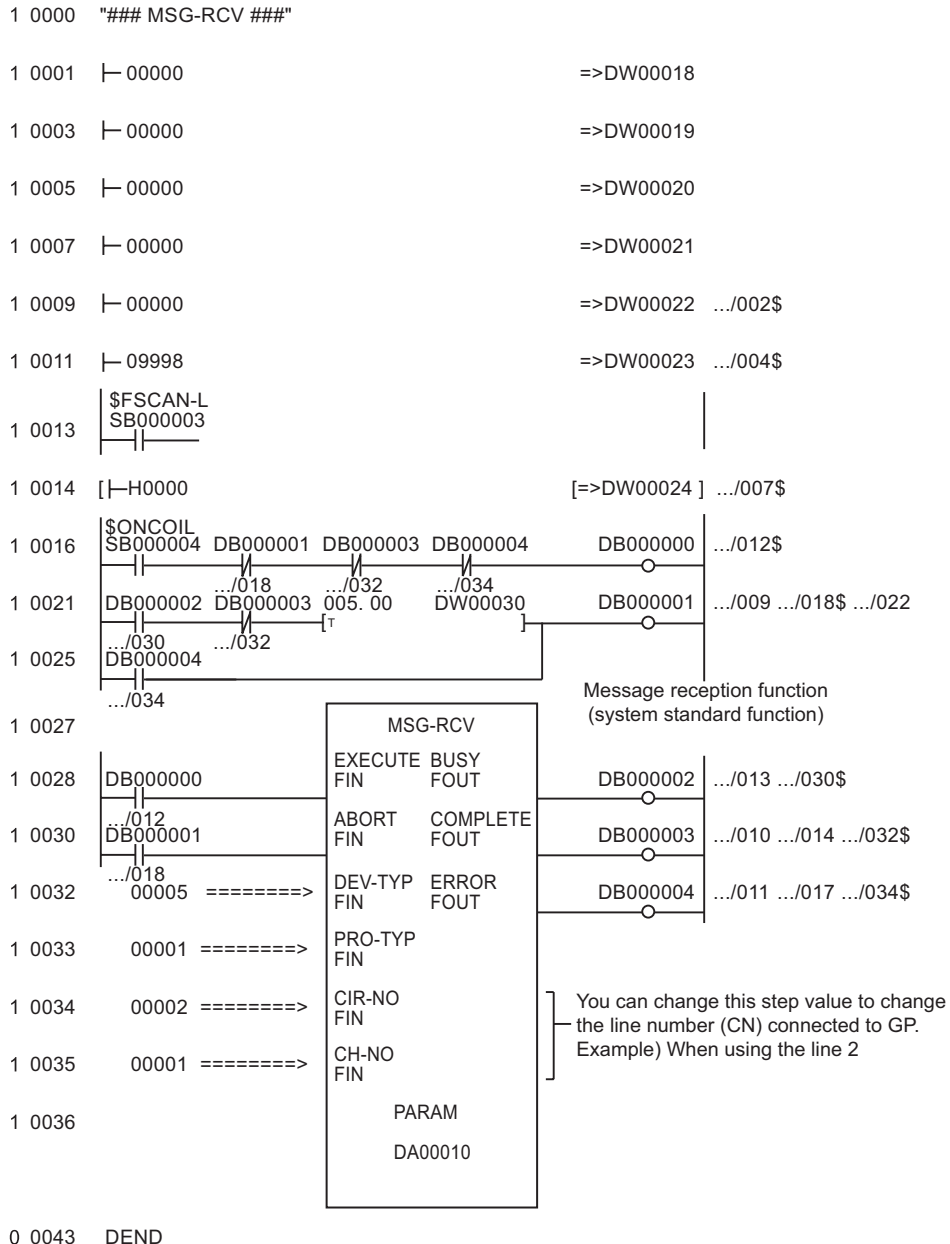 1 0000 "### MSG-RCV ###"
1 0001 00000 =>DW00018
1 0003 00000 =>DW00019
1 0005 00000 =>DW00020
1 0007 00000 =>DW00021
1 0009 00000 =>DW00022 .../002$
1 0011 09998 =>DW00023 .../004$
$FSCAN-L
1 0013 SB000003
1 0014 [ H0000 [=>DW00024 ] .../007$
$ONCOIL
1 0016 SB000004 DB000001 DB000003 DB000004 DB000000 .../012$
.../018 .../032 .../034
1 0021 DB000002 DB000003 005. 00 DW00030 DB000001 .../009 .../018$ .../022
[T ]
.../030 .../032
1 0025 DB000004
.../034
Message reception function
(system standard function)
1 0027 MSG-RCV
EXECUTE BUSY
1 0028 DB000000 FIN FOUT DB000002 .../013 .../030$
.../012
ABORT COMPLETE
1 0030 DB000001 FIN FOUT DB000003 .../010 .../014 .../032$
.../018
DEV-TYP ERROR
1 0032 00005 ========> FIN FOUT DB000004 .../011 .../017 .../034$
PRO-TYP
1 0033 00001 ========> FIN
CIR-NO
1 0034 00002 ========> FIN
You can change this step value to change
the line number (CN) connected to GP.
Example) When using the line 2
CH-NO
1 0035 00001 ========> FIN
PARAM
1 0036
DA00010
0 0043 DEND